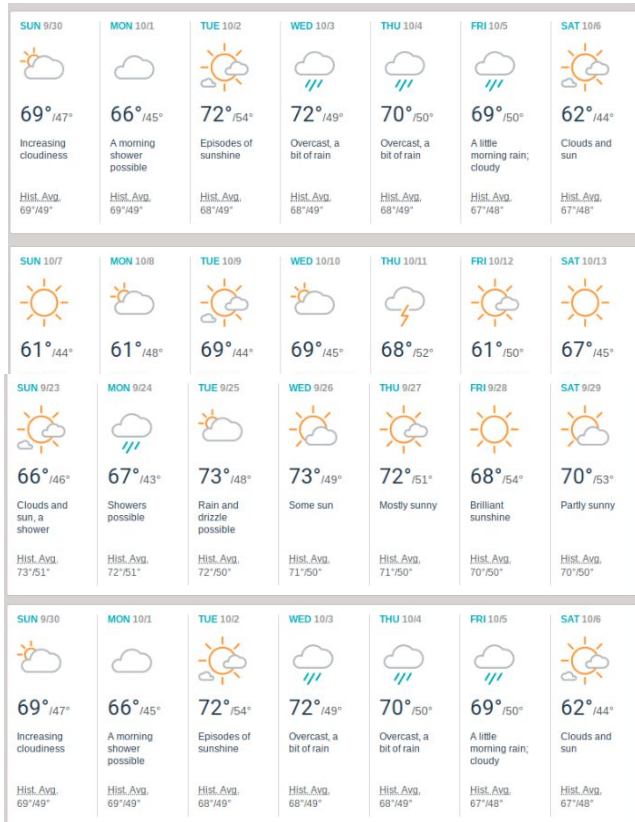 SUN 9/30 MON 10/1 TUE 10/2 WED 10/3 THU 10/4 FRI 10/5 SAT 10/6
69°/47° 66°/45° 72°/54° 72°/49° 70°/50° 69°/50° 62°/44°
Increasing A morning Episodes of Overcast, a Overcast, a A little Clouds and
cloudiness shower sunshine bit of rain bit of rain morning rain; sun
possible cloudy
Hist. Avg. Hist. Avg. Hist. Avg. Hist. Avg. Hist. Avg. Hist. Avg. Hist. Avg.
69°/49° 69°/49° 68°/49° 68°/49° 68°/49° 67°/48° 67°/48°
SUN 10/7 MON 10/8 TUE 10/9 WED 10/10 THU 10/11 FRI 10/12 SAT 10/13
61°/44° 61°/48° 69°/44° 69°/45° 68°/52° 61°/50° 67°/45°
SUN 9/23 MON 9/24 TUE 9/25 WED 9/26 THU 9/27 FRI 9/28 SAT 9/29
66°/46° 67°/43° 73°/48° 73°/49° 72°/51° 68°/54° 70°/53°
Clouds and Showers Rain and Some sun Mostly sunny Brilliant Partly sunny
sun, a possible drizzle sunshine
shower possible
Hist. Avg. Hist. Avg. Hist. Avg. Hist. Avg. Hist. Avg. Hist. Avg. Hist. Avg.
73°/51° 72°/51° 72°/50° 71°/50° 71°/50° 70°/50° 70°/50°
SUN 9/30 MON 10/1 TUE 10/2 WED 10/3 THU 10/4 FRI 10/5 SAT 10/6
69°/47° 66°/45° 72°/54° 72°/49° 70°/50° 69°/50° 62°/44°
Increasing A morning Episodes of Overcast, a Overcast, a A little Clouds and
cloudiness shower sunshine bit of rain bit of rain morning rain; sun
possible cloudy
Hist. Avg. Hist. Avg. Hist. Avg. Hist. Avg. Hist. Avg. Hist. Avg. Hist. Avg.
69°/49° 69°/49° 68°/49° 68°/49° 68°/49° 67°/48° 67°/48°